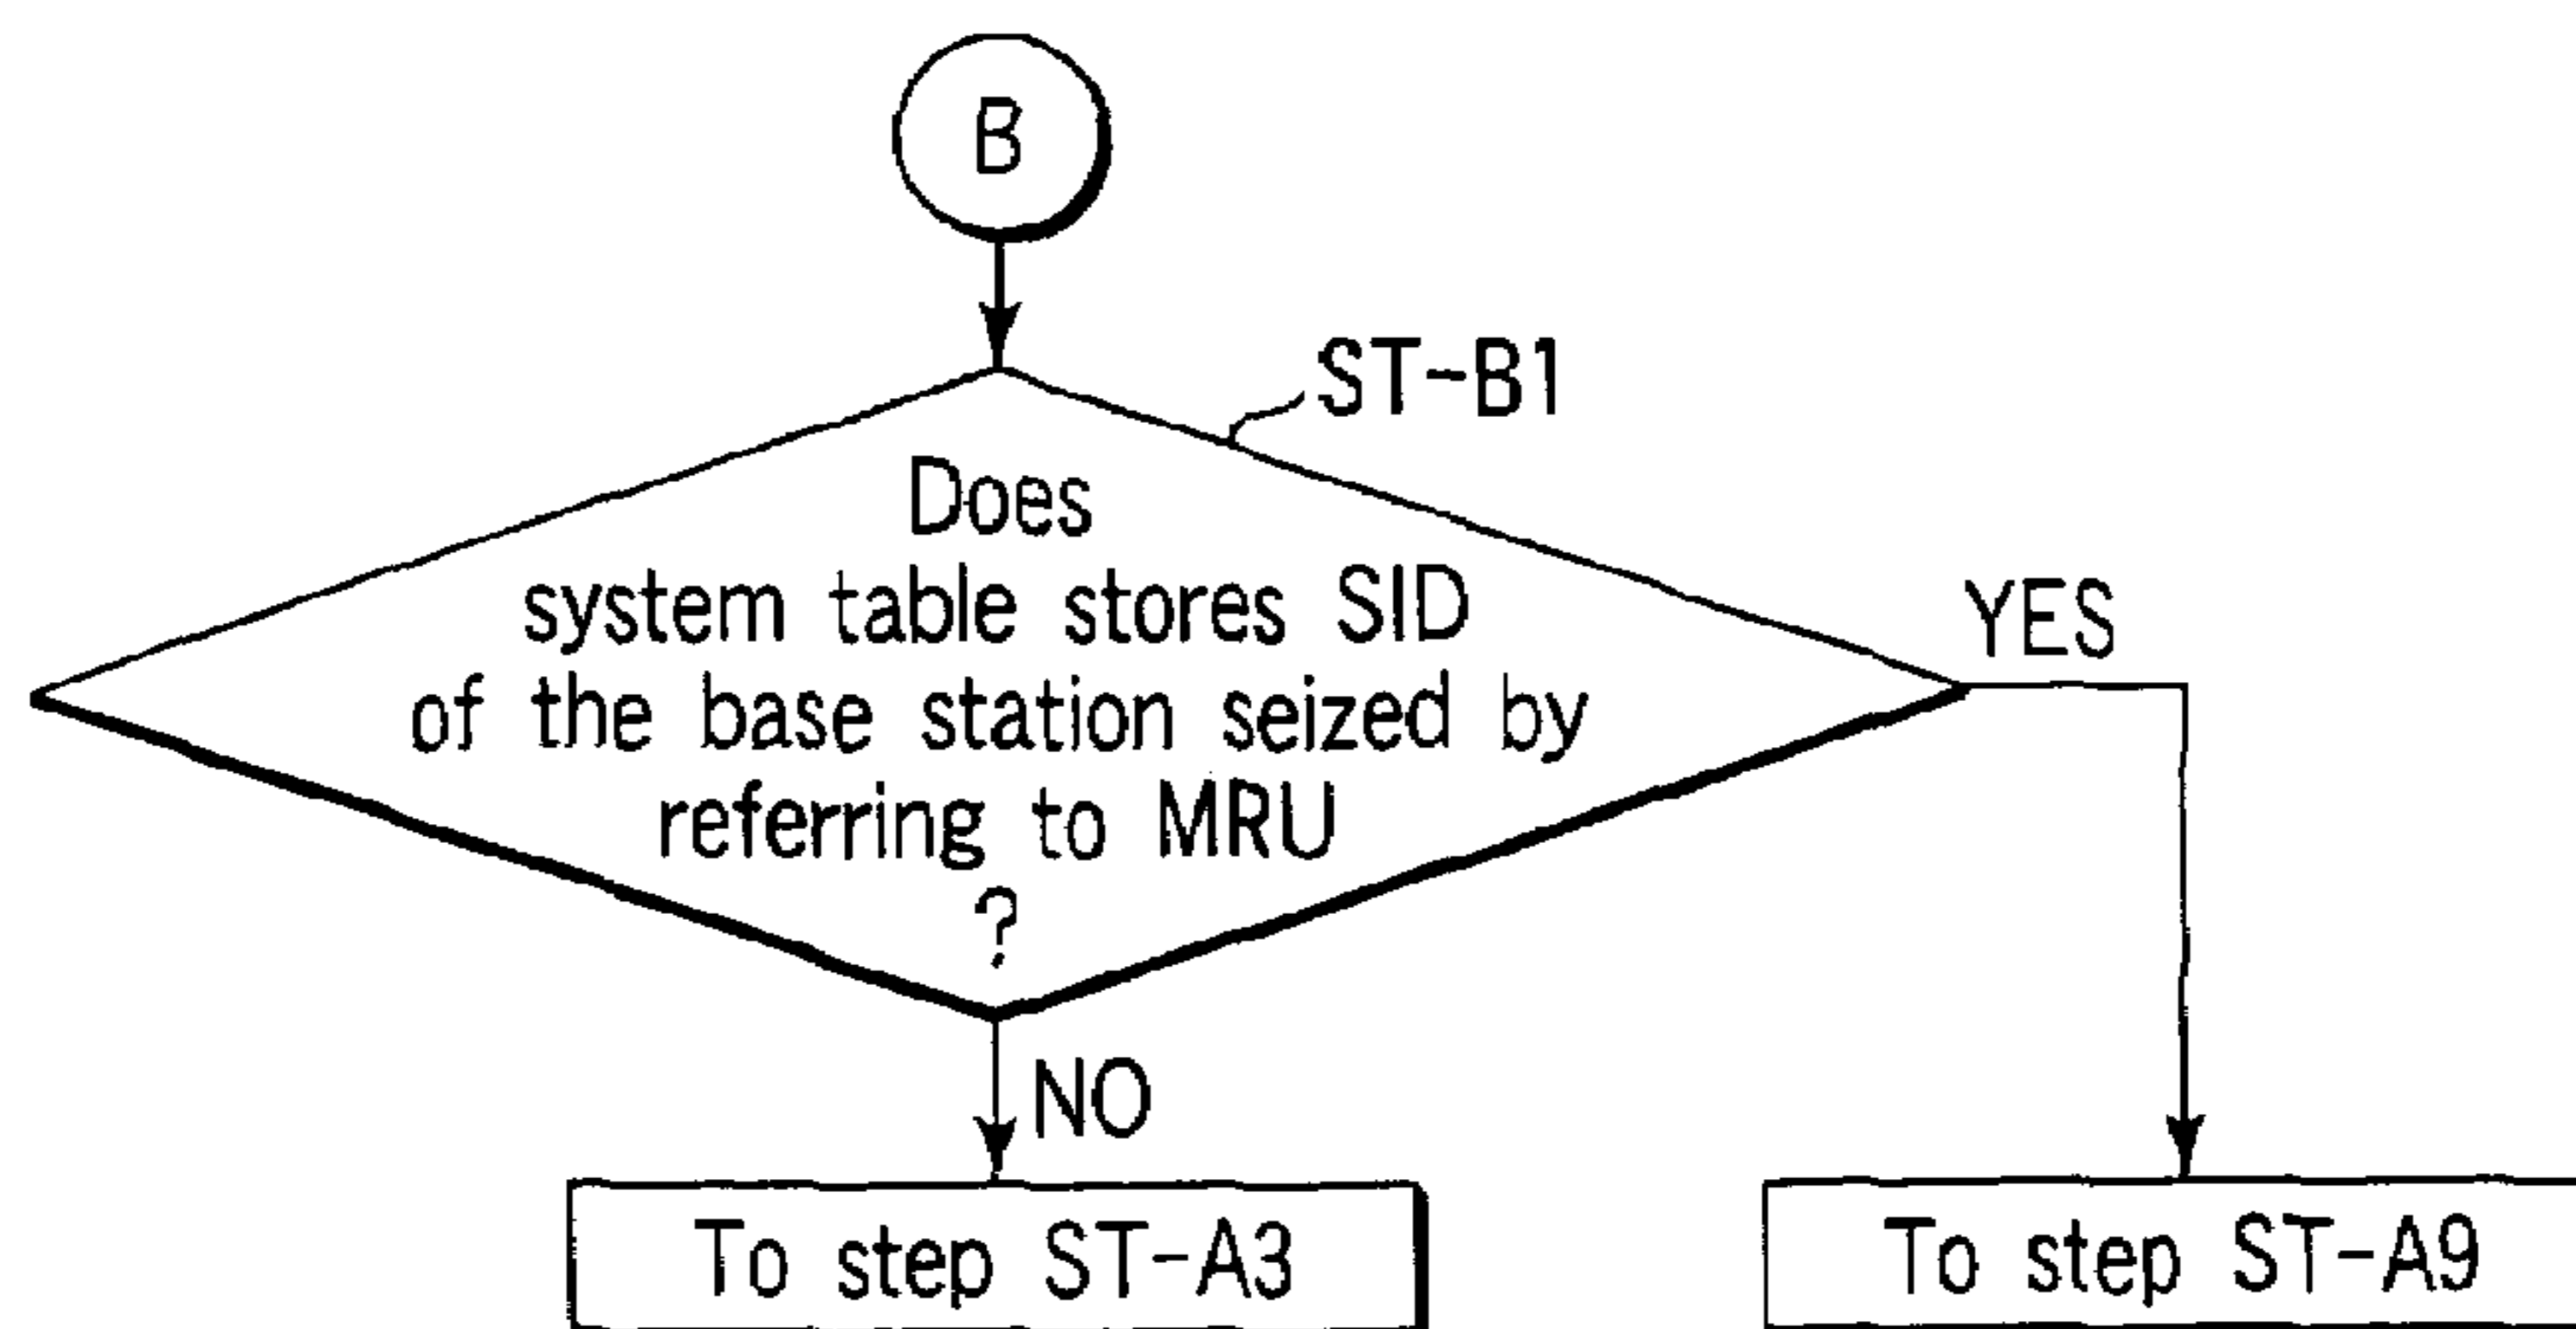 B
ST-B1
Does
system table stores SID
of the base station seized by
referring to MRU
?
YES
NO
To step ST-A3
To step ST-A9